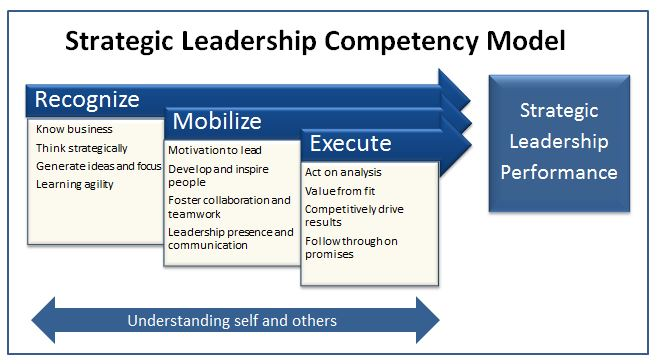 Strategic Leadership Competency Model
Recognize
Know business
Think strategically
Generate ideas and focus
Learning agility
Mobilize
Motivation to lead
Develop and inspire
people
Foster collaboration and
teamwork
Leadership presence and
communication
Execute
Act on analysis
Value from fit
Competitively drive
results
Follow through on
promises
Strategic
Leadership
Performance
Understanding self and others